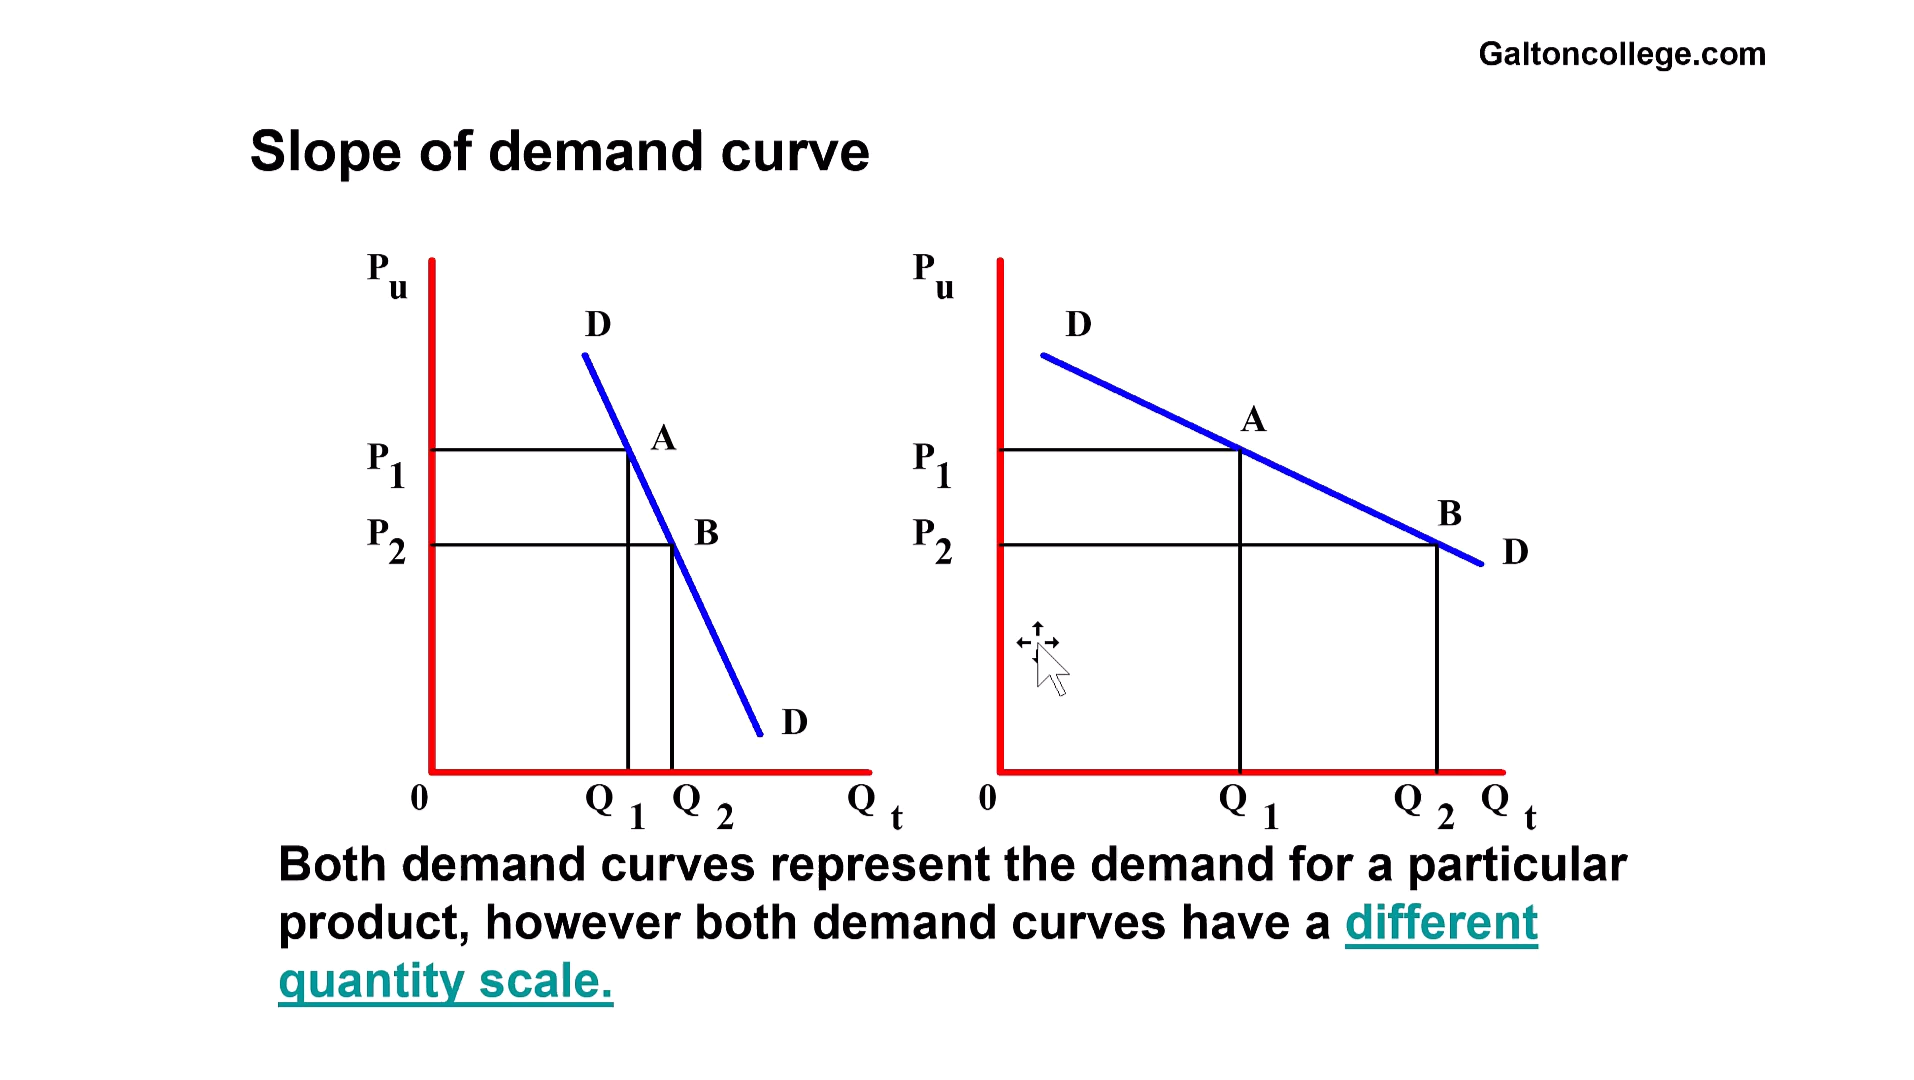 Galtoncollege.com
Slope of demand curve
Pu
Pu
D
D
A
A
P1
P1
B
B
P2
P2
D
D
0 Q1 Q2 Qt
0 Q1 Q2 Qt
Both demand curves represent the demand for a particular
product, however both demand curves have a different
quantity scale.